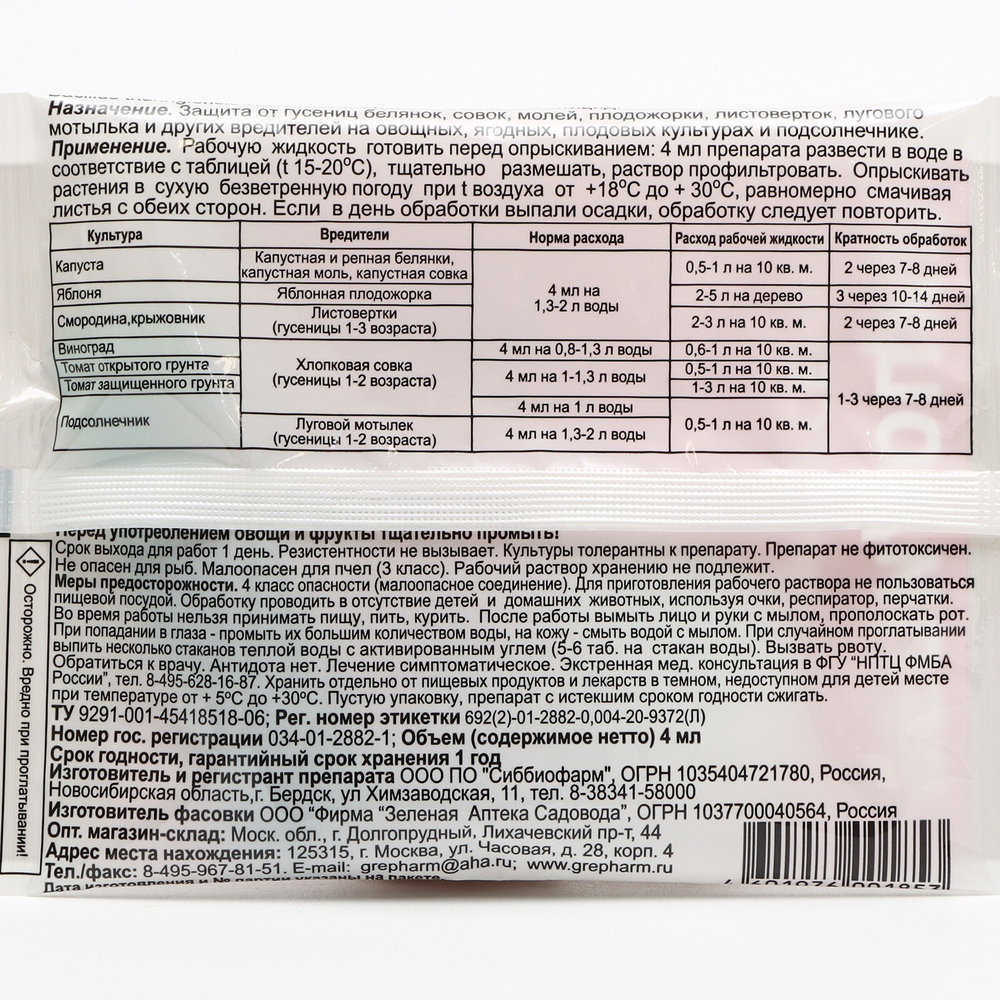 Назначение. Защита от гусениц белянок, совок, молей, плодожорки, листоверток, лугового
мотылька и других вредителей на овощных, ягодных, плодовых культурах и подсолнечнике.
Применение. Рабочую жидкость готовить перед опрыскиванием: 4 мл препарата развести в воде в
соответствие с таблицей (t 15-20°C), тщательно размешать, раствор профильтровать. Опрыскивать
растения в сухую безветренную погоду при t воздуха от +18°C до + 30°C, равномерно смачивая
листья с обеих сторон. Если в день обработки выпали осадки, обработку следует повторить.
Культура Вредители Норма расхода Расход рабочей жидкости Кратность обработок
Капуста Капустная и репная белянки, капустная моль, капустная совка 4 мл на 1,3-2 л воды 0,5-1 л на 10 кв. м. 2 через 7-8 дней
Яблоня Яблонная плодожорка 2-5 л на дерево 3 через 10-14 дней
Смородина,крыжовник Листовертки (гусеницы 1-3 возраста) 2-3 л на 10 кв. м. 2 через 7-8 дней
Виноград Хлопковая совка (гусеницы 1-2 возраста) 4 мл на 0,8-1,3 л воды 0,6-1 л на 10 кв. м. 1-3 через 7-8 дней
Томат открытого грунта 4 мл на 1-1,3 л воды 0,5-1 л на 10 кв. м.
Томат защищенного грунта 1-3 л на 10 кв. м.
Подсолнечник 4 мл на 1 л воды 0,5-1 л на 10 кв. м.
Луговой мотылек (гусеницы 1-2 возраста) 4 мл на 1,3-2 л воды
Перед употреблением овощи и фрукты тщательно промыть!
Срок выхода для работ 1 день. Резистентности не вызывает. Культуры толерантны к препарату. Препарат не фитотоксичен.
Не опасен для рыб. Малоопасен для пчел (3 класс). Рабочий раствор хранению не подлежит.
Меры предосторожности. 4 класс опасности (малоопасное соединение). Для приготовления рабочего раствора не пользоваться
пищевой посудой. Обработку проводить в отсутствие детей и домашних животных, используя очки, респиратор, перчатки.
Во время работы нельзя принимать пищу, пить, курить. После работы вымыть лицо и руки с мылом, прополоскать рот.
При попадании в глаза - промыть их большим количеством воды, на кожу - смыть водой с мылом. При случайном проглатывании
выпить несколько стаканов теплой воды с активированным углем (5-6 таб. на стакан воды). Вызвать рвоту.
Обратиться к врачу. Антидота нет. Лечение симптоматическое. Экстренная мед. консультация в ФГУ "НПТЦ ФМБА
России", тел. 8-495-628-16-87. Хранить отдельно от пищевых продуктов и лекарств в темном, недоступном для детей месте
при температуре от + 5°C до +30°C. Пустую упаковку, препарат с истекшим сроком годности сжигать.
ТУ 9291-001-45418518-06; Рег. номер этикетки 692(2)-01-2882-0,004-20-9372(Л)
Номер гос. регистрации 034-01-2882-1; Объем (содержимое нетто) 4 мл
Срок годности, гарантийный срок хранения 1 год
Изготовитель и регистрант препарата ООО ПО "Сиббиофарм", ОГРН 1035404721780, Россия,
Новосибирская область,г. Бердск, ул Химзаводская, 11, тел. 8-38341-58000
Изготовитель фасовки ООО "Фирма "Зеленая Аптека Садовода", ОГРН 1037700040564, Россия
Опт. магазин-склад: Моск. обл., г. Долгопрудный, Лихачевский пр-т, 44
Адрес места нахождения: 125315, г. Москва, ул. Часовая, д. 28, корп. 4
Тел./факс: 8-495-967-81-51. E-mail: grepharm@aha.ru; www.grepharm.ru
Дата изготовления и № партии указаны на пакете.
Осторожно. Вредно при проглатывании!